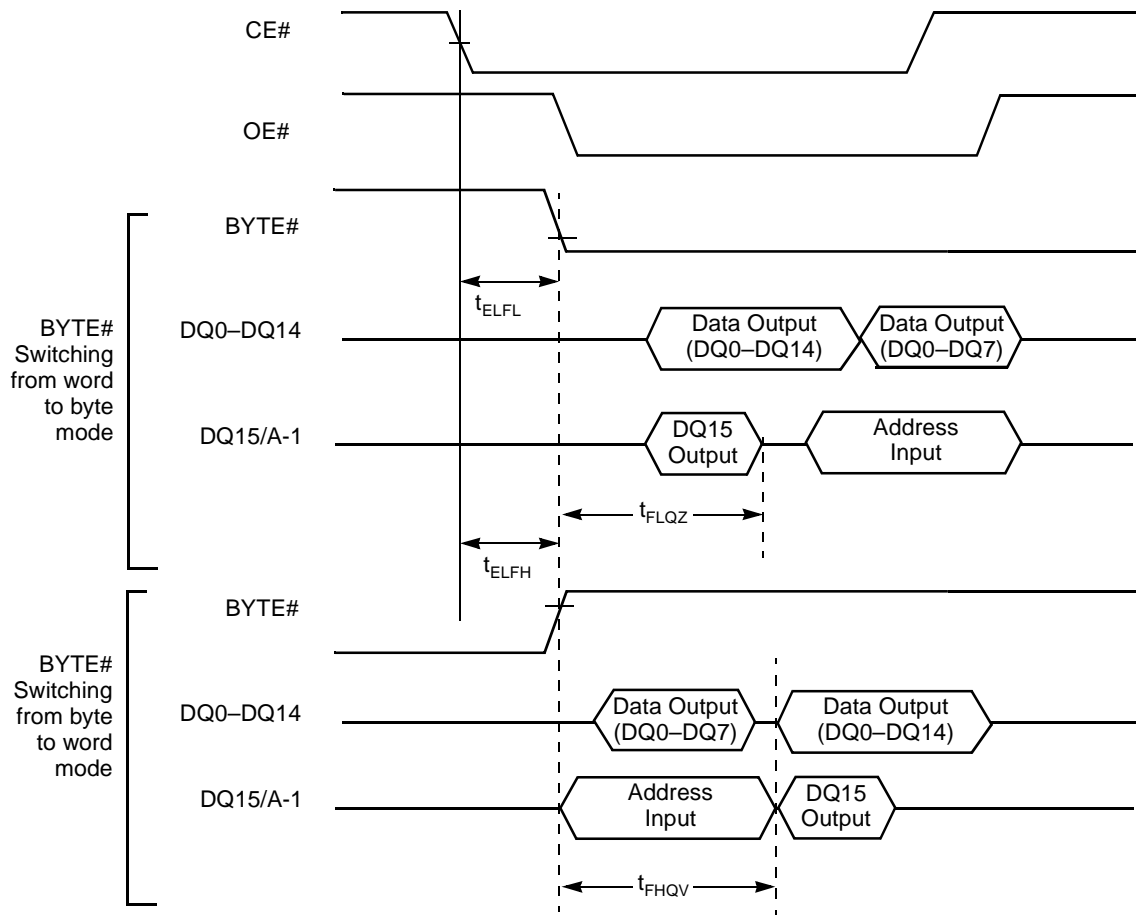 CE#
OE#
BYTE#
Switching
from word
to byte
mode
BYTE#
tELFL
DQ0–DQ14
Data Output
(DQ0–DQ14)
Data Output
(DQ0–DQ7)
DQ15/A-1
DQ15
Output
Address
Input
tFLQZ
tELFH
BYTE#
Switching
from byte
to word
mode
BYTE#
DQ0–DQ14
Data Output
(DQ0–DQ7)
Data Output
(DQ0–DQ14)
DQ15/A-1
Address
Input
DQ15
Output
tFHQV